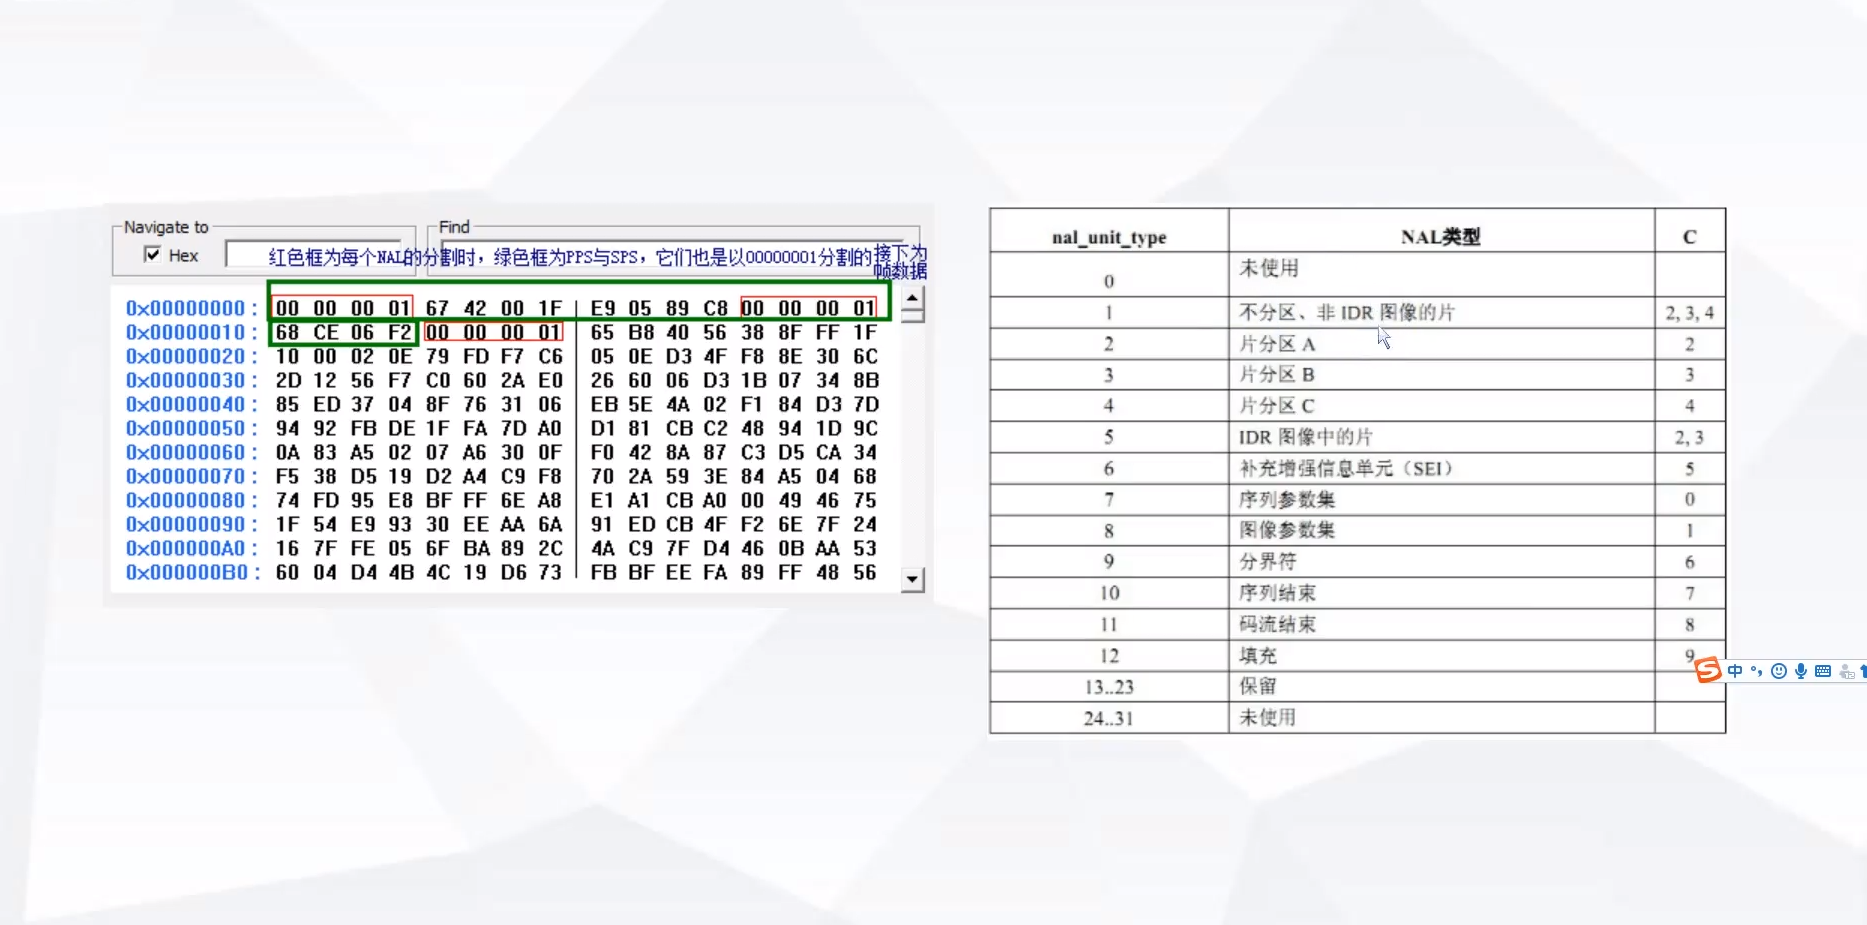 Navigate to
Find
Hex
红色框为每个NAL的分割时，绿色框为PPS与SPS，它们也是以00000001分割的接下为
帧数据
0x00000000: 00 00 00 01 67 42 00 1F | E9 05 89 C8 00 00 00 01
0x00000010: 68 CE 06 F2 00 00 00 01 65 B8 40 56 38 8F FF 1F
0x00000020: 10 00 02 0E 79 FD F7 C6 05 0E D3 4F F8 8E 30 6C
0x00000030: 2D 12 56 F7 C0 60 2A E0 26 60 06 D3 1B 07 34 8B
0x00000040: 85 ED 37 04 8F 76 31 06 EB 5E 4A 02 F1 84 D3 7D
0x00000050: 94 92 FB DE 1F FA 7D A0 D1 81 CB C2 48 94 1D 9C
0x00000060: 0A 83 A5 02 07 A6 30 0F F0 42 8A 87 C3 D5 CA 34
0x00000070: F5 38 D5 19 D2 A4 C9 F8 70 2A 59 3E 84 A5 04 68
0x00000080: 74 FD 95 E8 BF FF 6E A8 E1 A1 CB A0 00 49 46 75
0x00000090: 1F 54 E9 93 30 EE AA 6A 91 ED CB 4F F2 6E 7F 24
0x000000A0: 16 7F FE 05 6F BA 89 2C 4A C9 7F D4 46 0B AA 53
0x000000B0: 60 04 D4 4B 4C 19 D6 73 FB BF EE FA 89 FF 48 56
nal_unit_type NAL类型 C
0 未使用
1 不分区、非 IDR 图像的片 2, 3, 4
2 片分区 A 2
3 片分区 B 3
4 片分区 C 4
5 IDR 图像中的片 2, 3
6 补充增强信息单元（SEI） 5
7 序列参数集 0
8 图像参数集 1
9 分界符 6
10 序列结束 7
11 码流结束 8
12 填充 9
13..23 保留
24..31 未使用
中